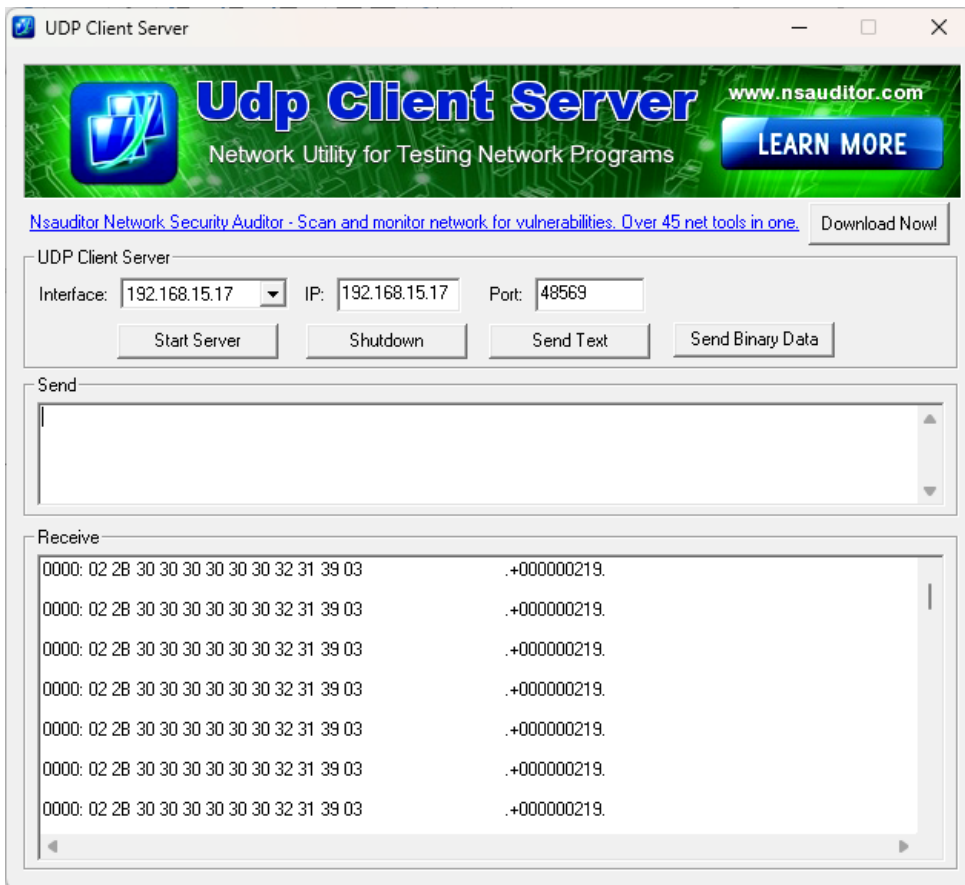 UDP Client Server
Udp Client Server
www.nsauditor.com
Network Utility for Testing Network Programs
LEARN MORE
Nsauditor Network Security Auditor - Scan and monitor network for vulnerabilities. Over 45 net tools in one. Download Now!
UDP Client Server
Interface: 192.168.15.17 IP: 192.168.15.17 Port: 48569
Start Server Shutdown Send Text Send Binary Data
Send
Receive
0000: 02 2B 30 30 30 30 30 30 32 31 39 03 .+000000219.
0000: 02 2B 30 30 30 30 30 30 32 31 39 03 .+000000219.
0000: 02 2B 30 30 30 30 30 30 32 31 39 03 .+000000219.
0000: 02 2B 30 30 30 30 30 30 32 31 39 03 .+000000219.
0000: 02 2B 30 30 30 30 30 30 32 31 39 03 .+000000219.
0000: 02 2B 30 30 30 30 30 30 32 31 39 03 .+000000219.
0000: 02 2B 30 30 30 30 30 30 32 31 39 03 .+000000219.